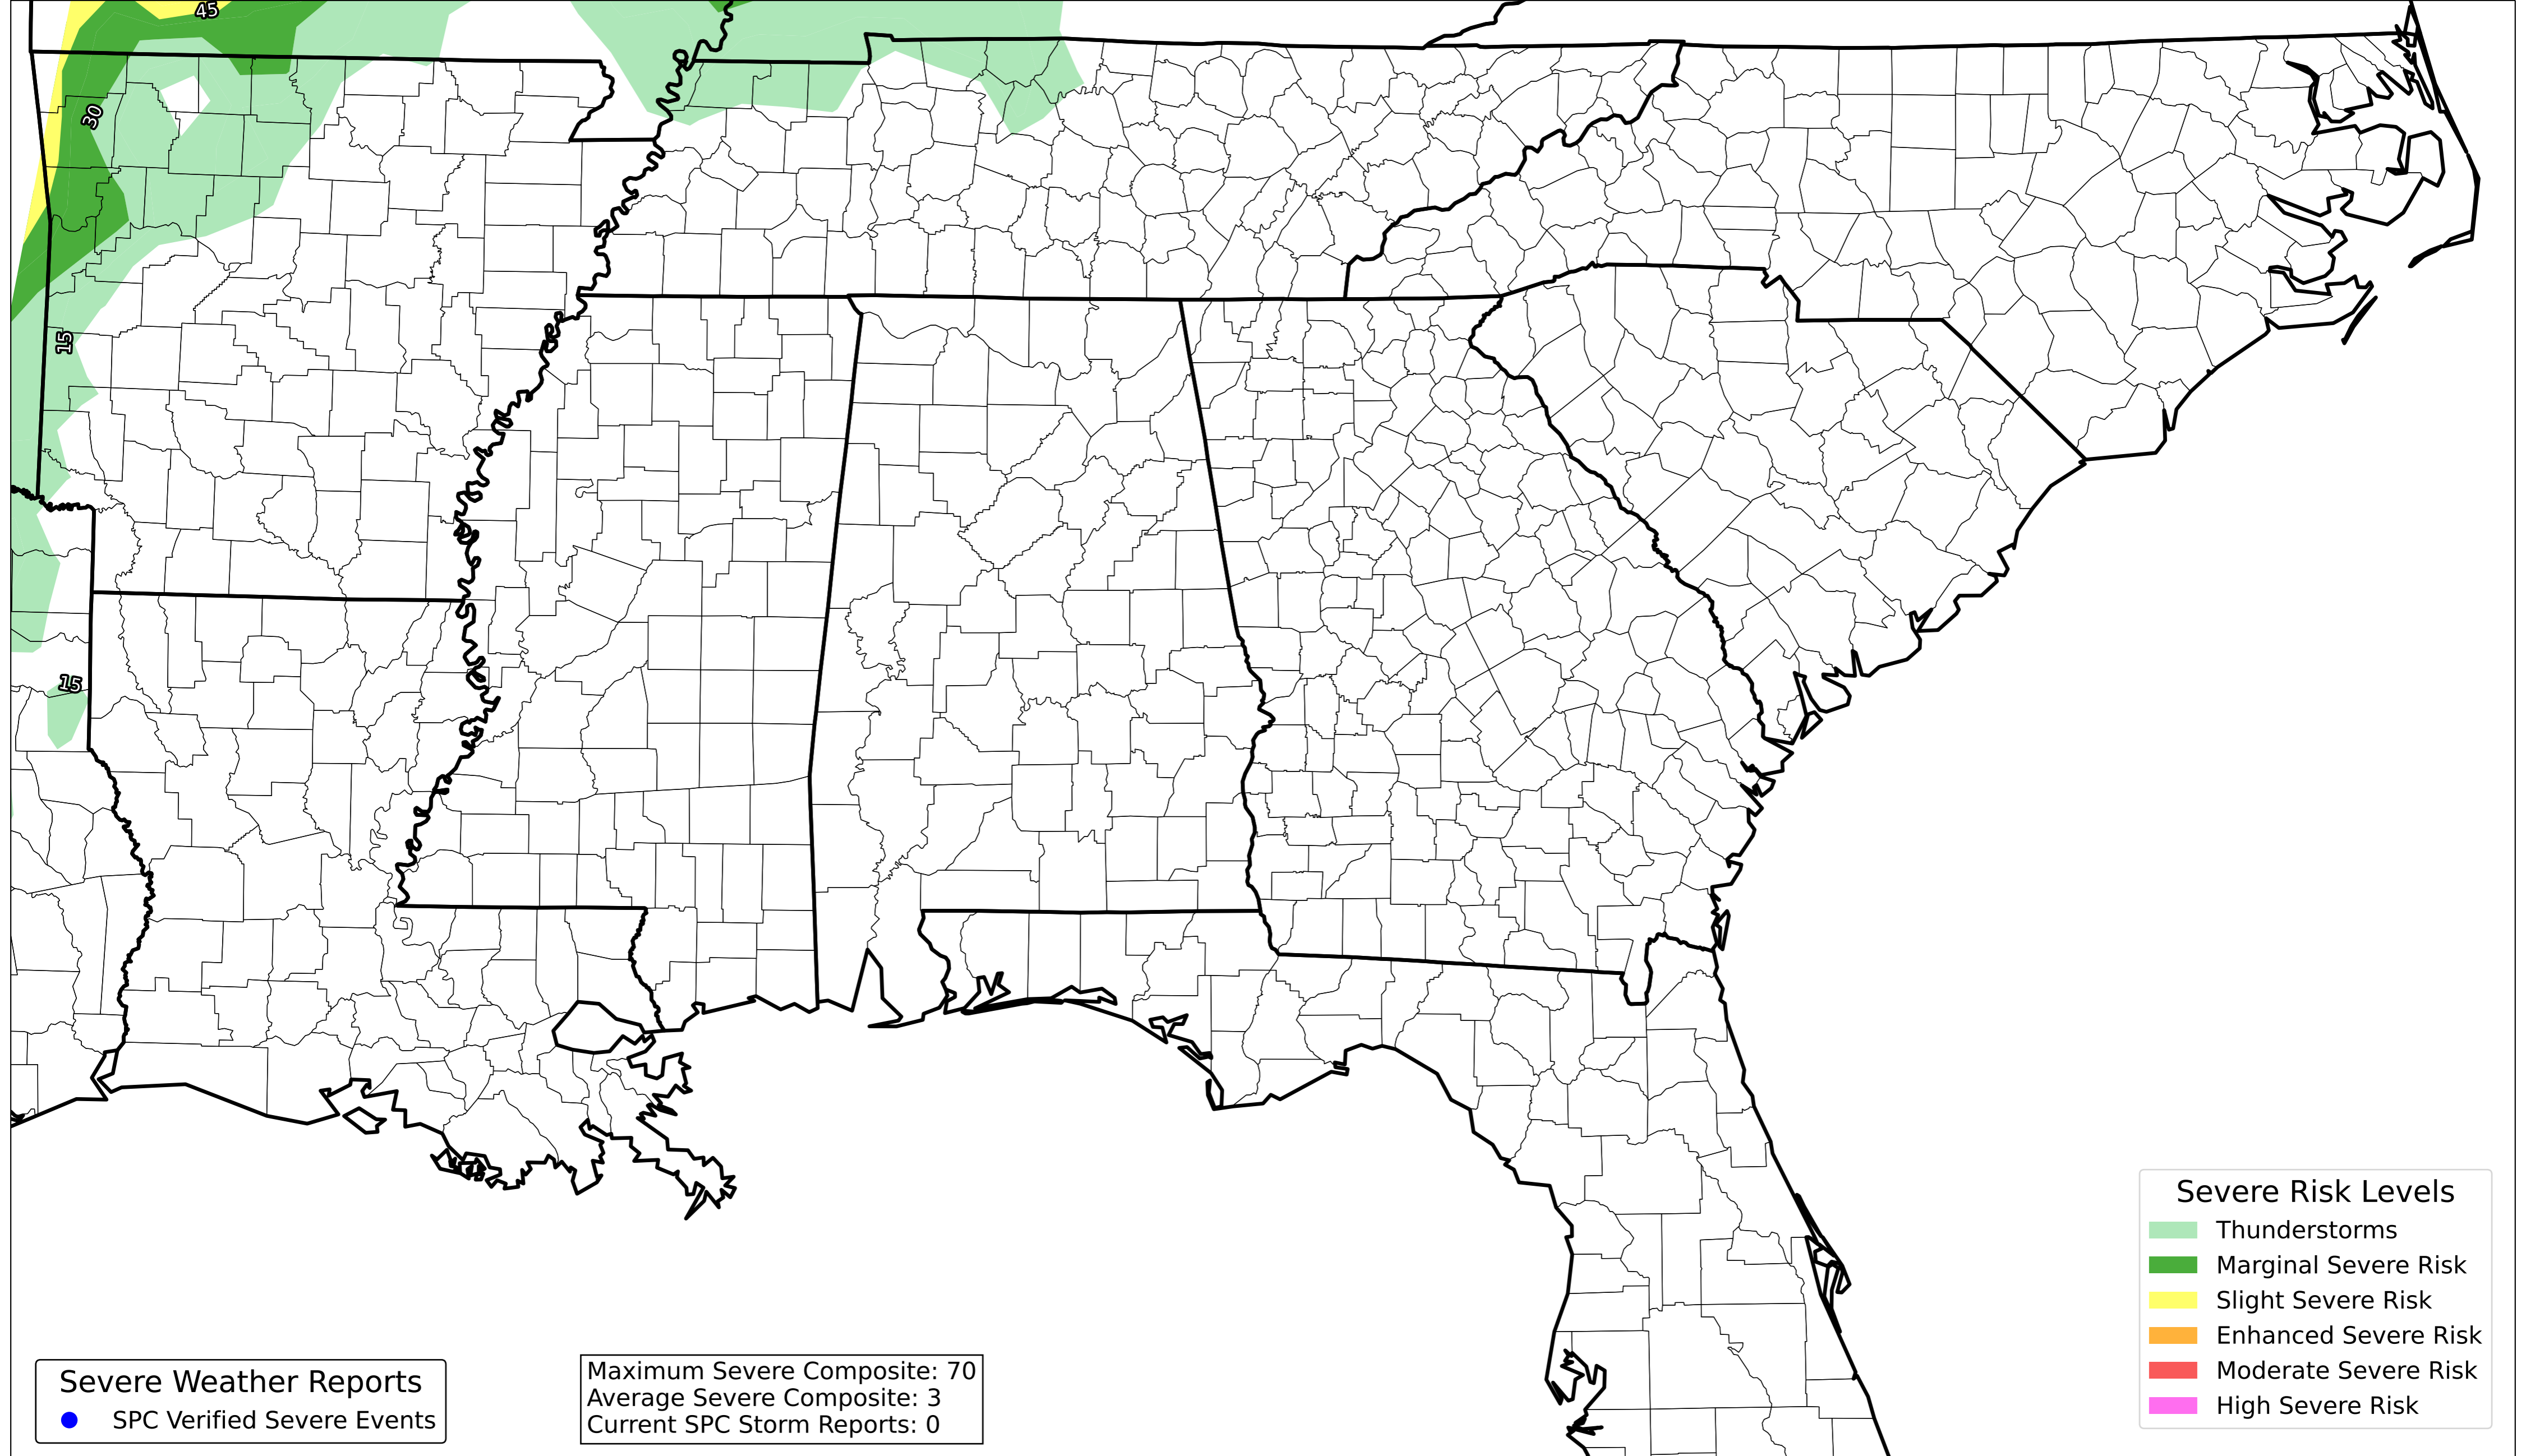 45
30
15
15
Severe Risk Levels
Thunderstorms
Marginal Severe Risk
Slight Severe Risk
Enhanced Severe Risk
Moderate Severe Risk
High Severe Risk
Severe Weather Reports
SPC Verified Severe Events
Maximum Severe Composite: 70
Average Severe Composite: 3
Current SPC Storm Reports: 0